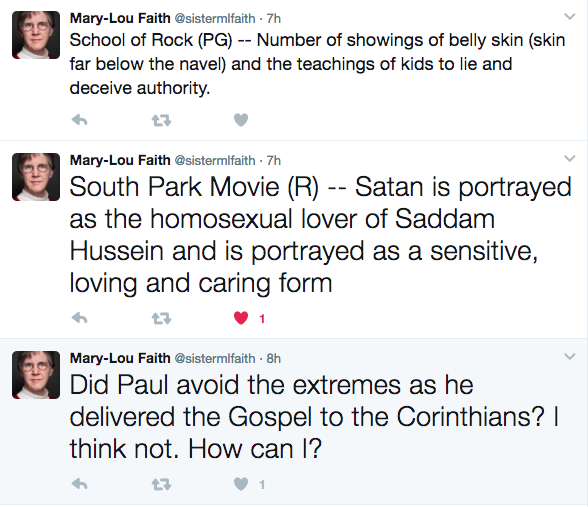 Mary-Lou Faith @sistermlfaith · 7h
School of Rock (PG) -- Number of showings of belly skin (skin
far below the navel) and the teachings of kids to lie and
deceive authority.
Mary-Lou Faith @sistermlfaith · 7h
South Park Movie (R) -- Satan is portrayed
as the homosexual lover of Saddam
Hussein and is portrayed as a sensitive,
loving and caring form
1
Mary-Lou Faith @sistermlfaith · 8h
Did Paul avoid the extremes as he
delivered the Gospel to the Corinthians? I
think not. How can I?
1